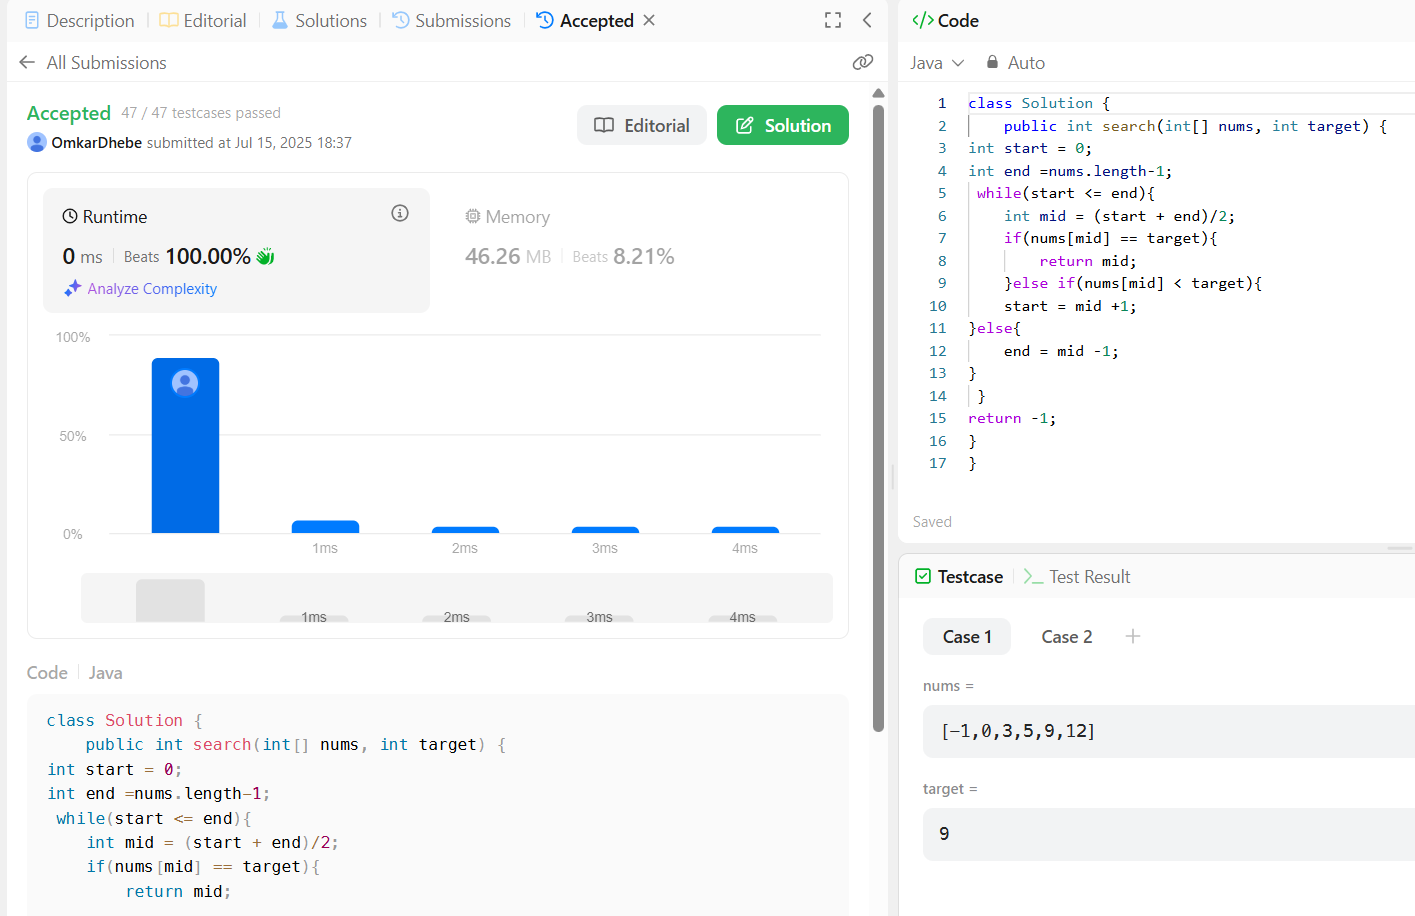 Description Editorial Solutions Submissions Accepted
All Submissions
Accepted 47 / 47 testcases passed
OmkarDhebe submitted at Jul 15, 2025 18:37
Editorial Solution
Runtime
0 ms Beats 100.00%
Analyze Complexity
Memory
46.26 MB Beats 8.21%
100%
50%
0%
1ms 2ms 3ms 4ms
1ms 2ms 3ms 4ms
Code Java
class Solution {
    public int search(int[] nums, int target) {
int start = 0;
int end =nums.length-1;
 while(start <= end){
    int mid = (start + end)/2;
    if(nums[mid] == target){
        return mid;
</> Code
Java Auto
1 class Solution {
2     public int search(int[] nums, int target) {
3 int start = 0;
4 int end =nums.length-1;
5  while(start <= end){
6     int mid = (start + end)/2;
7     if(nums[mid] == target){
8         return mid;
9     }else if(nums[mid] < target){
10     start = mid +1;
11 }else{
12     end = mid -1;
13 }
14  }
15 return -1;
16 }
17 }
Saved
Testcase Test Result
Case 1 Case 2 +
nums =
[-1,0,3,5,9,12]
target =
9